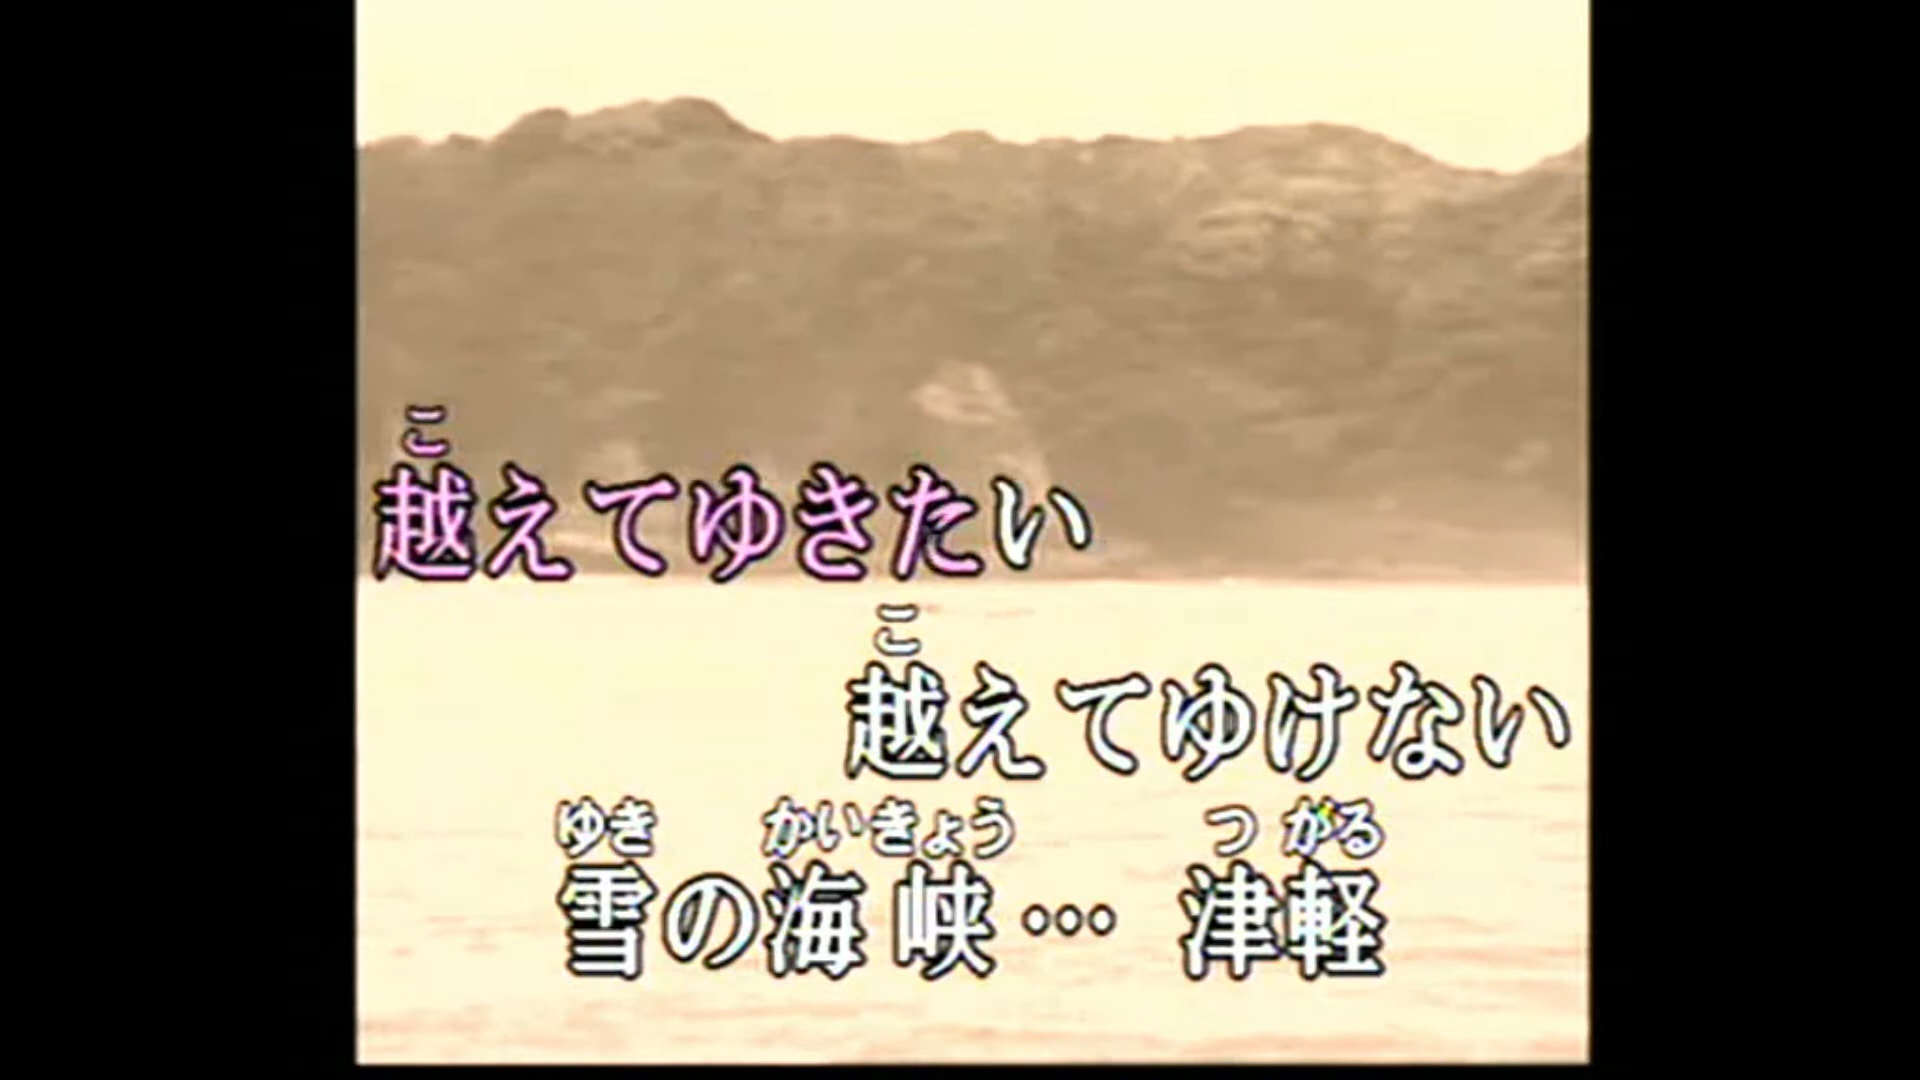 こ
越えてゆきたい
こ
越えてゆけない
ゆき かいきょう つがる
雪の海峡… 津軽